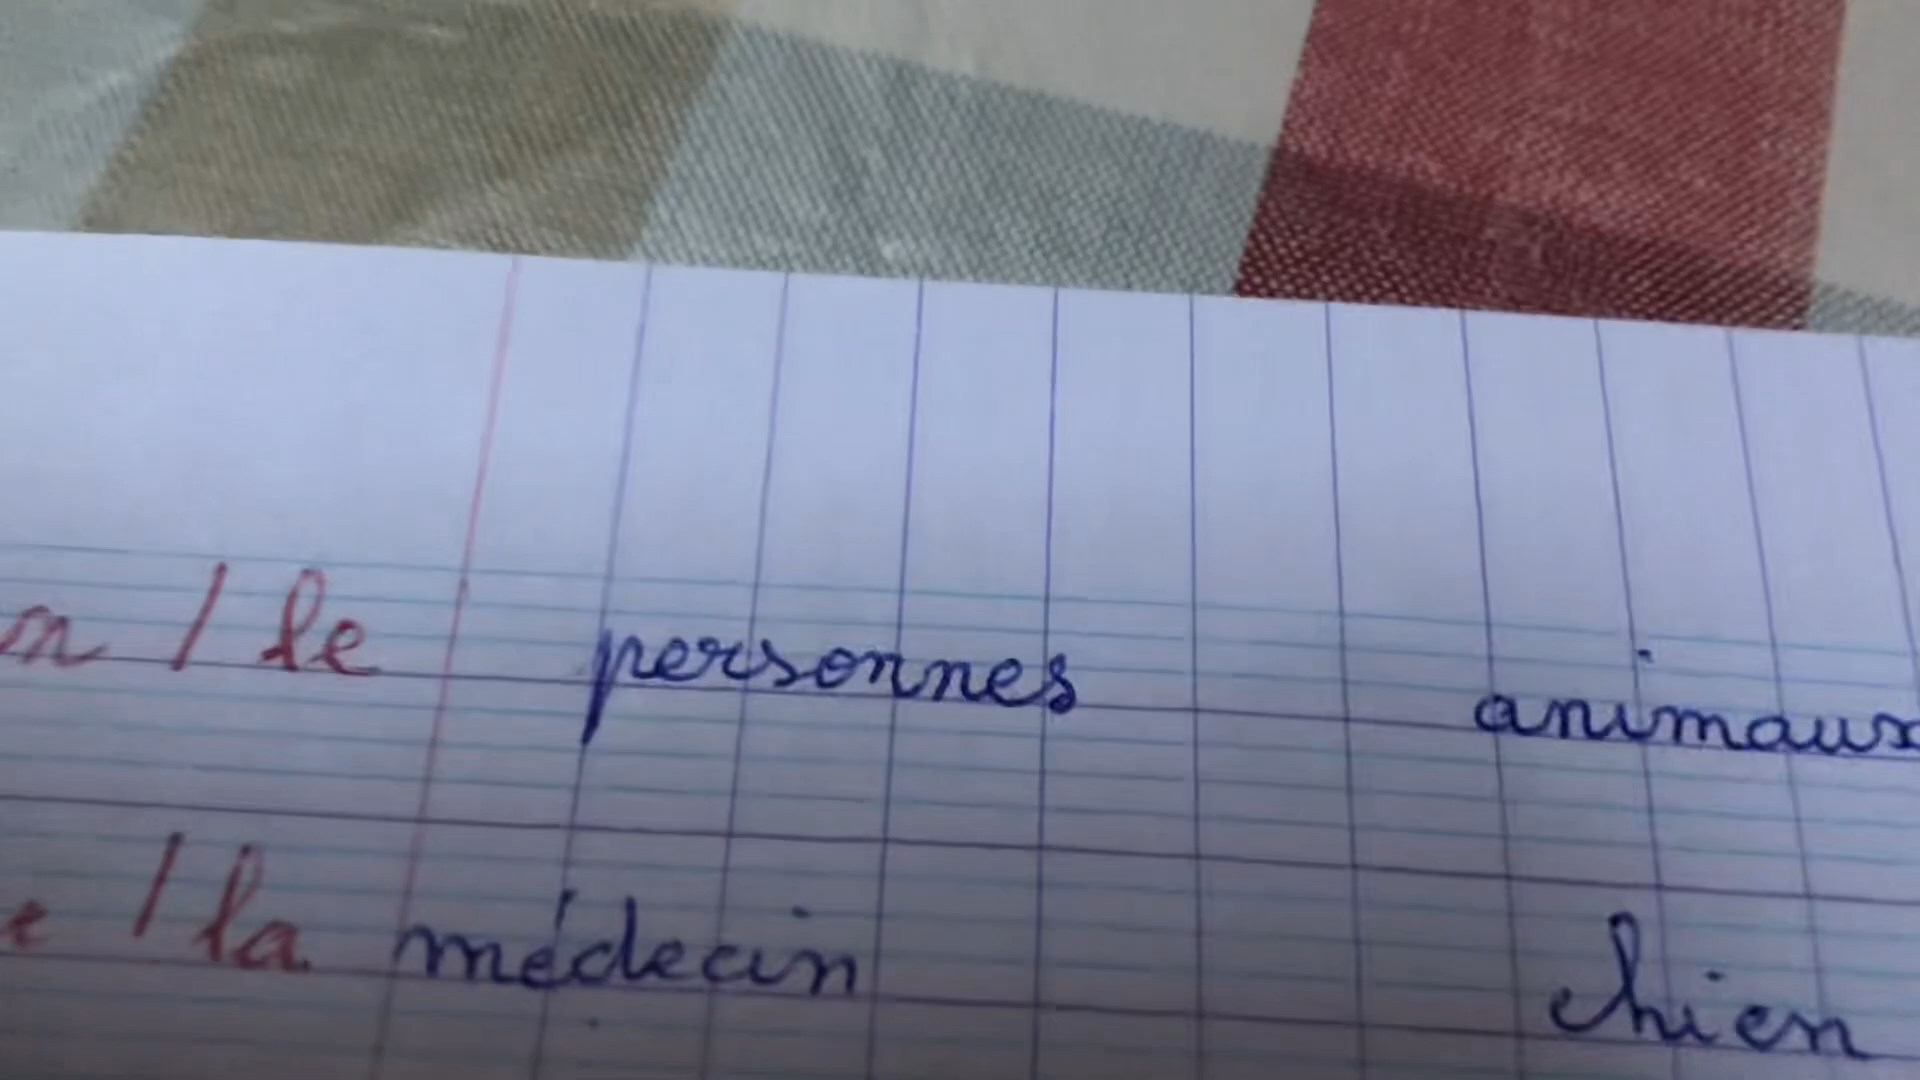 / le personnes animaux
/ la médecin chien